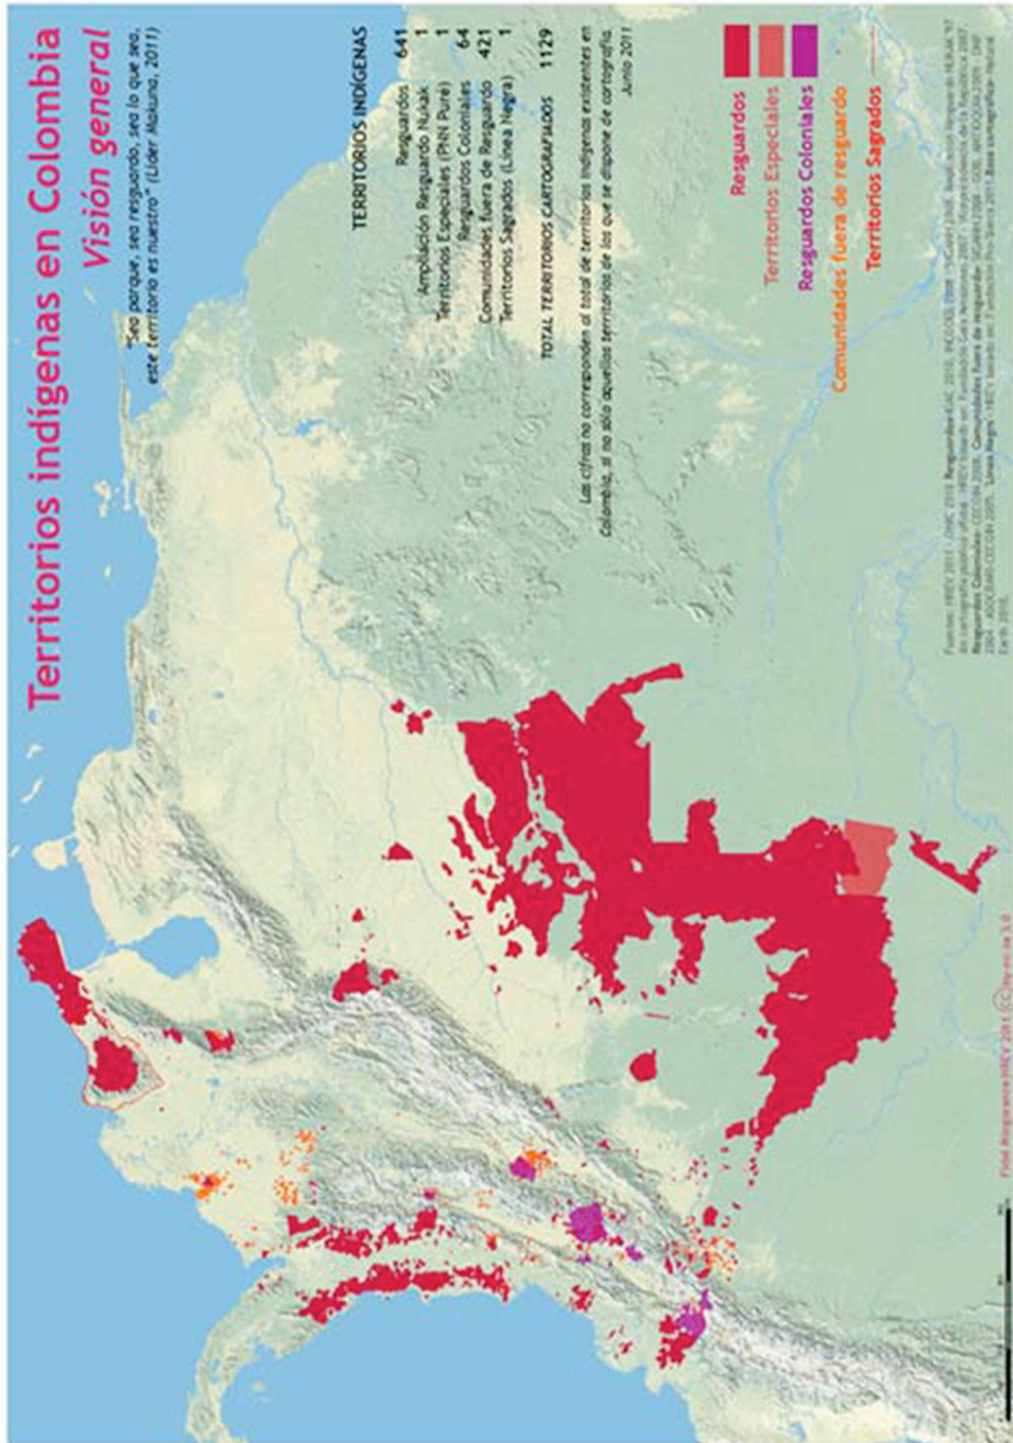 Territorios indígenas en Colombia
Visión general
"Sea parque, sea resguardo, sea lo que sea,
este territorio es nuestro" (Líder Makuna, 2011)
TERRITORIOS INDÍGENAS
Resguardos 641
Ampliación Resguardo Nukak 1
Territorios Especiales (PNN Puré) 1
Resguardos Coloniales 64
Comunidades fuera de Resguardo 421
Territorios Sagrados (Línea Negra) 1
TOTAL TERRITORIOS CARTOGRAFIADOS 1129
Las cifras no corresponden al total de territorios indígenas existentes en
Colombia, si no sólo aquellos territorios de los que se dispone de cartografía.
Junio 2011
Resguardos
Territorios Especiales
Resguardos Coloniales
Comunidades fuera de resguardo
Territorios Sagrados